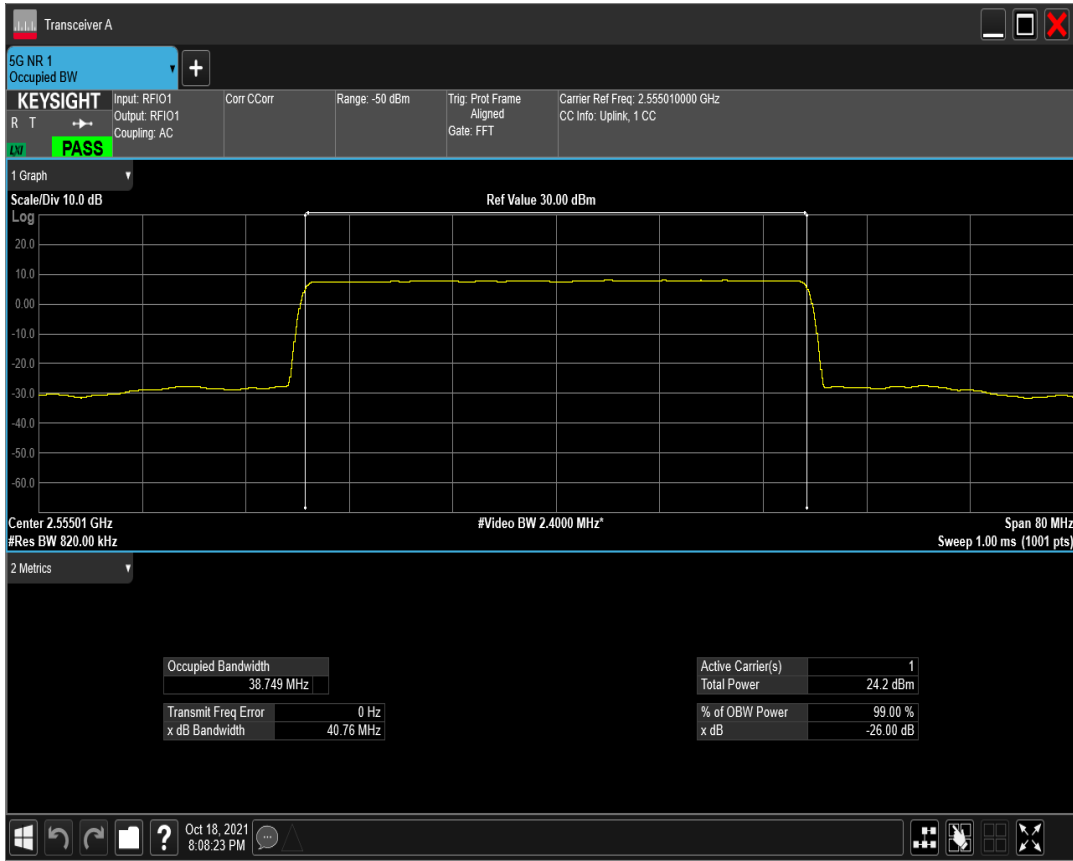 Transceiver A
5G NR 1
Occupied BW
KEYSIGHT
R T
LXI
PASS
Input: RFIO1
Output: RFIO1
Coupling: AC
Corr CCorr
Range: -50 dBm
Trig: Prot Frame
Aligned
Gate: FFT
Carrier Ref Freq: 2.555010000 GHz
CC Info: Uplink, 1 CC
1 Graph
Scale/Div 10.0 dB
Ref Value 30.00 dBm
Log
20.0
10.0
0.00
-10.0
-20.0
-30.0
-40.0
-50.0
-60.0
Center 2.55501 GHz
#Video BW 2.4000 MHz*
Span 80 MHz
#Res BW 820.00 kHz
Sweep 1.00 ms (1001 pts)
2 Metrics
Occupied Bandwidth
38.749 MHz
Transmit Freq Error 0 Hz
x dB Bandwidth 40.76 MHz
Active Carrier(s) 1
Total Power 24.2 dBm
% of OBW Power 99.00 %
x dB -26.00 dB
?
Oct 18, 2021
8:08:23 PM